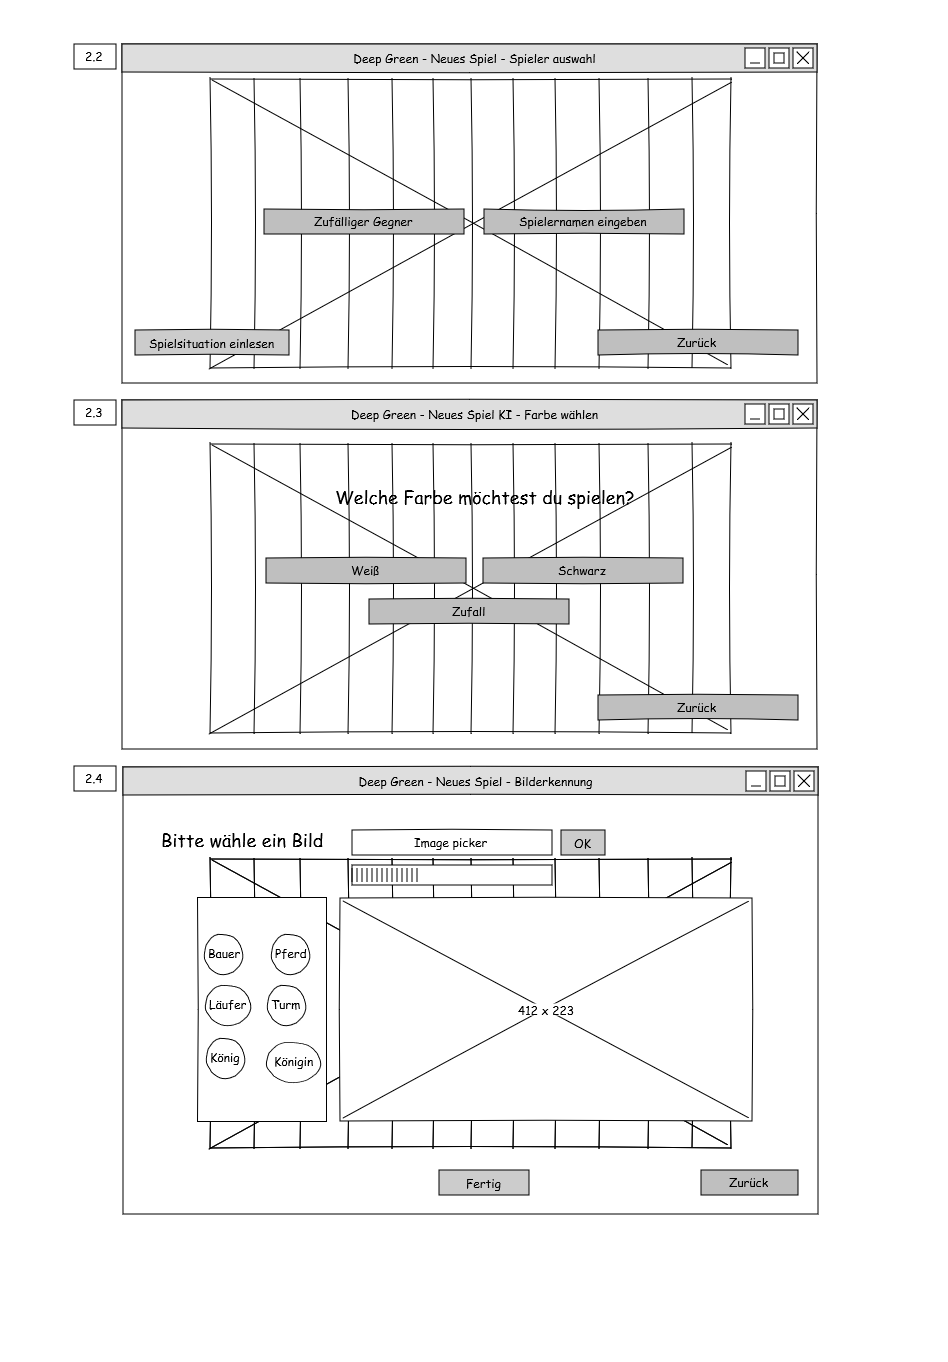 2.2
Deep Green - Neues Spiel - Spieler auswahl
Zufälliger Gegner
Spielernamen eingeben
Spielsituation einlesen
Zurück
2.3
Deep Green - Neues Spiel KI - Farbe wählen
Welche Farbe möchtest du spielen?
Weiß
Schwarz
Zufall
Zurück
2.4
Deep Green - Neues Spiel - Bilderkennung
Bitte wähle ein Bild
Image picker
OK
Bauer
Pferd
Läufer
Turm
König
Königin
412 x 223
Fertig
Zurück